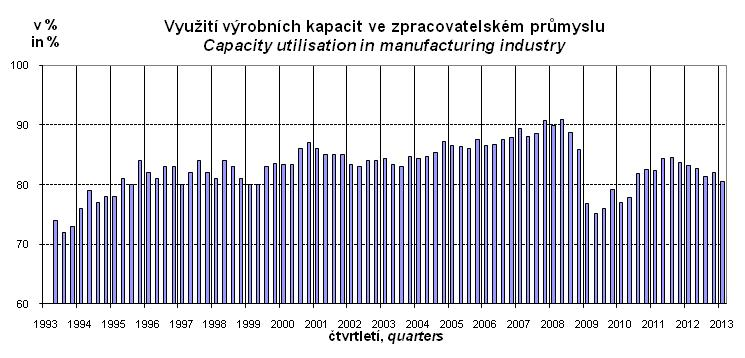 v %
in %
Využití výrobních kapacit ve zpracovatelském průmyslu
Capacity utilisation in manufacturing industry
100
90
80
70
60
1993 1994 1995 1996 1997 1998 1999 2000 2001 2002 2003 2004 2005 2006 2007 2008 2009 2010 2011 2012 2013
čtvrtletí, quarters